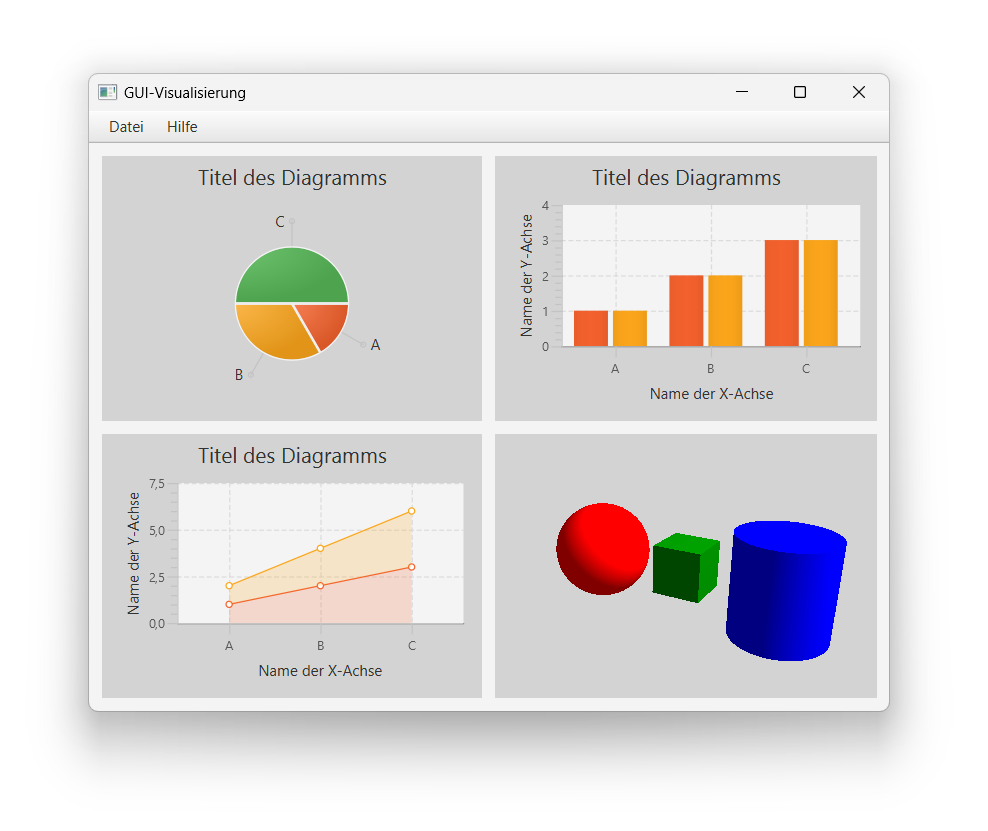 GUI-Visualisierung
Datei Hilfe
Titel des Diagramms
C
A
B
Titel des Diagramms
Name der Y-Achse
4
3
2
1
0
A B C
Name der X-Achse
Titel des Diagramms
Name der Y-Achse
7,5
5,0
2,5
0,0
A B C
Name der X-Achse